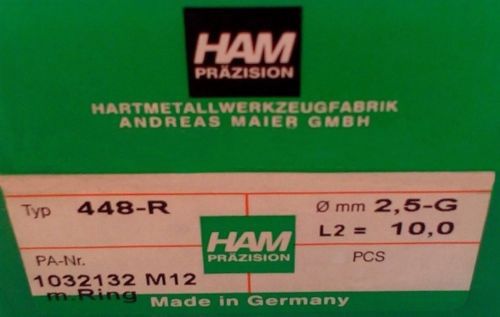 HAM
PRÄZISION
HARTMETALLWERKZEUGFABRIK
ANDREAS MAIER GMBH
Typ 448-R
Ø mm 2,5-G
L2 = 10,0
HAM
PRÄZISION
PA-Nr.
PCS
1032132 M12
m.Ring
Made in Germany